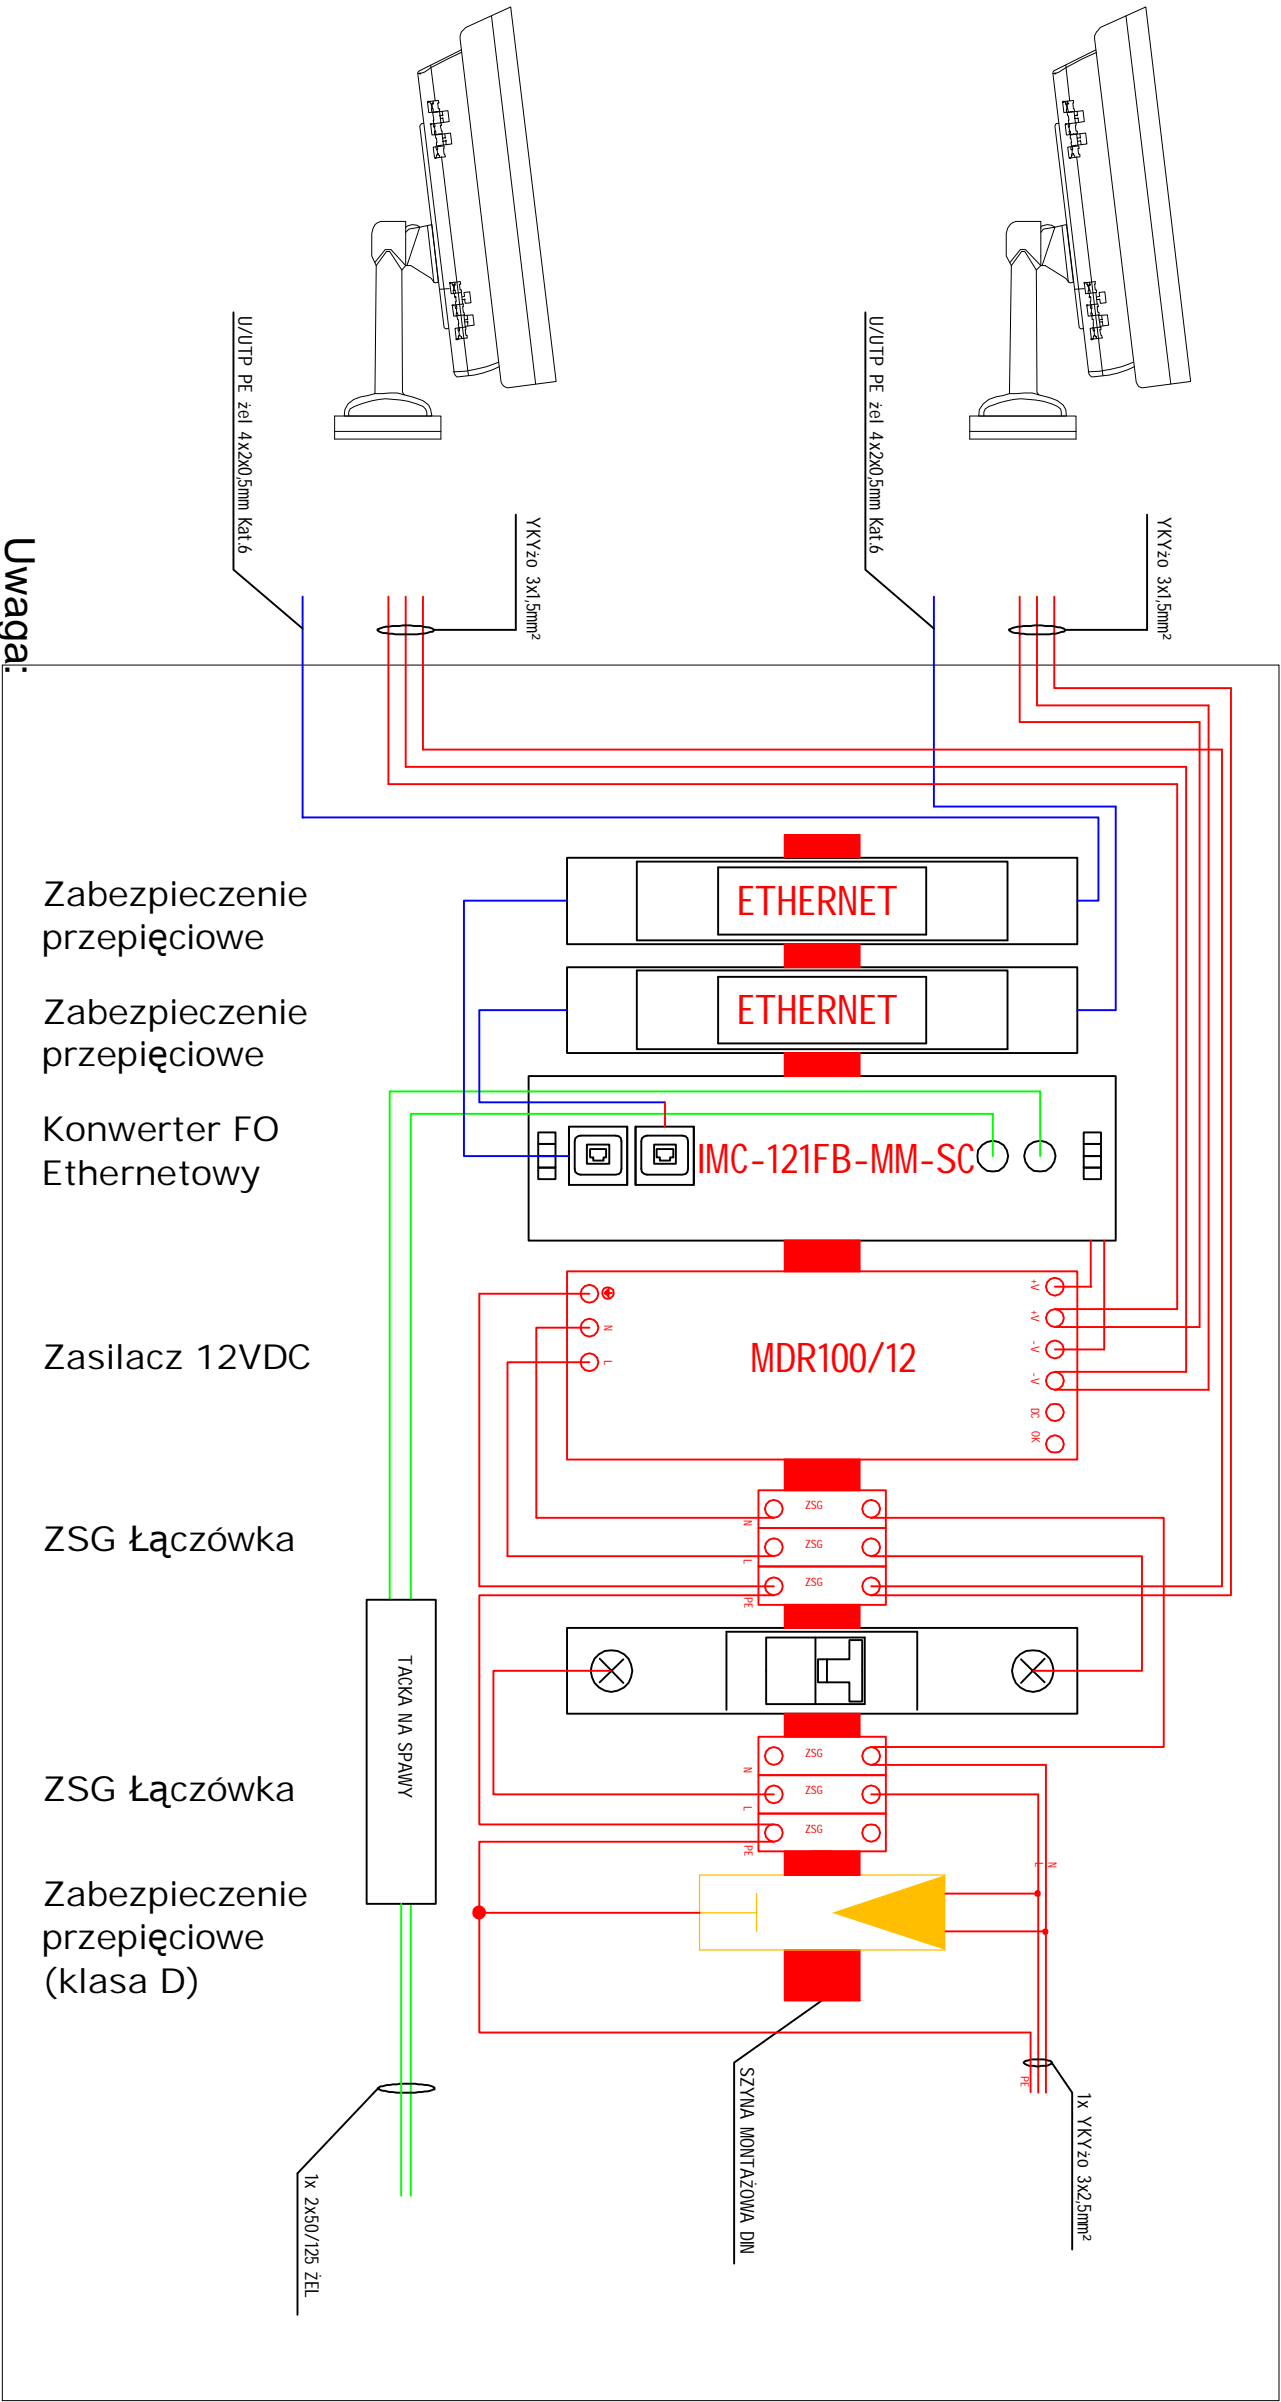 U/UTP PE żel 4x2x0,5mm Kat.6
YKYżo 3x1,5mm²
U/UTP PE żel 4x2x0,5mm Kat.6
YKYżo 3x1,5mm²
Uwaga:
Zabezpieczenie
przepięciowe
ETHERNET
Zabezpieczenie
przepięciowe
ETHERNET
Konwerter FO
Ethernetowy
IMC-121FB-MM-SC
Zasilacz 12VDC
MDR100/12
N
L
+V
+V
-V
-V
DC
OK
ZSG Łączówka
ZSG
ZSG
ZSG
N
L
PE
TACKA NA SPAWY
ZSG Łączówka
ZSG
ZSG
ZSG
N
L
PE
Zabezpieczenie
przepięciowe
(klasa D)
L
N
PE
SZYNA MONTAŻOWA DIN
1x YKYżo 3x2,5mm²
1x 2x50/125 ŻEL